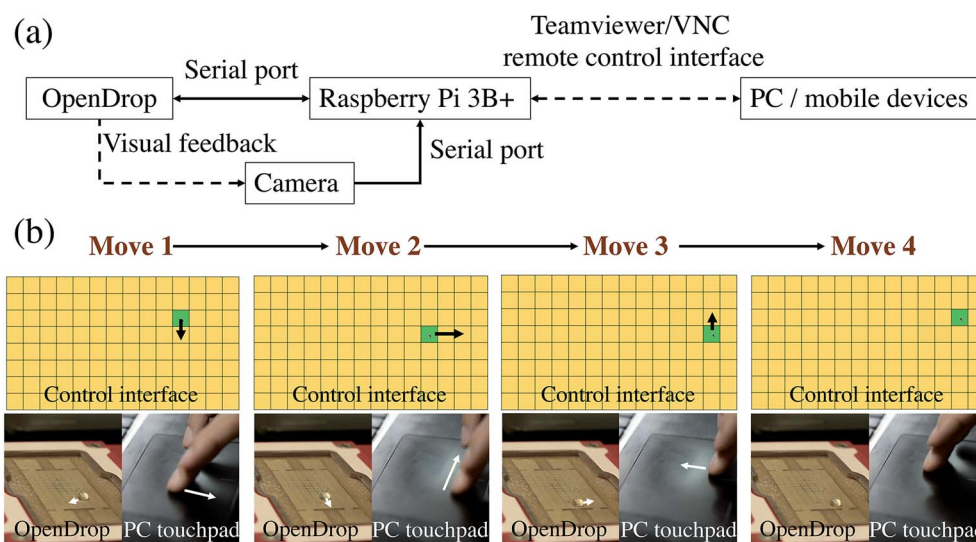 (a)
Teamviewer/VNC
remote control interface
Serial port
OpenDrop
Raspberry Pi 3B+
PC / mobile devices
Visual feedback
Serial port
Camera
(b)
Move 1
Move 2
Move 3
Move 4
Control interface
Control interface
Control interface
Control interface
OpenDrop
PC touchpad
OpenDrop
PC touchpad
OpenDrop
PC touchpad
OpenDrop
PC touchpad